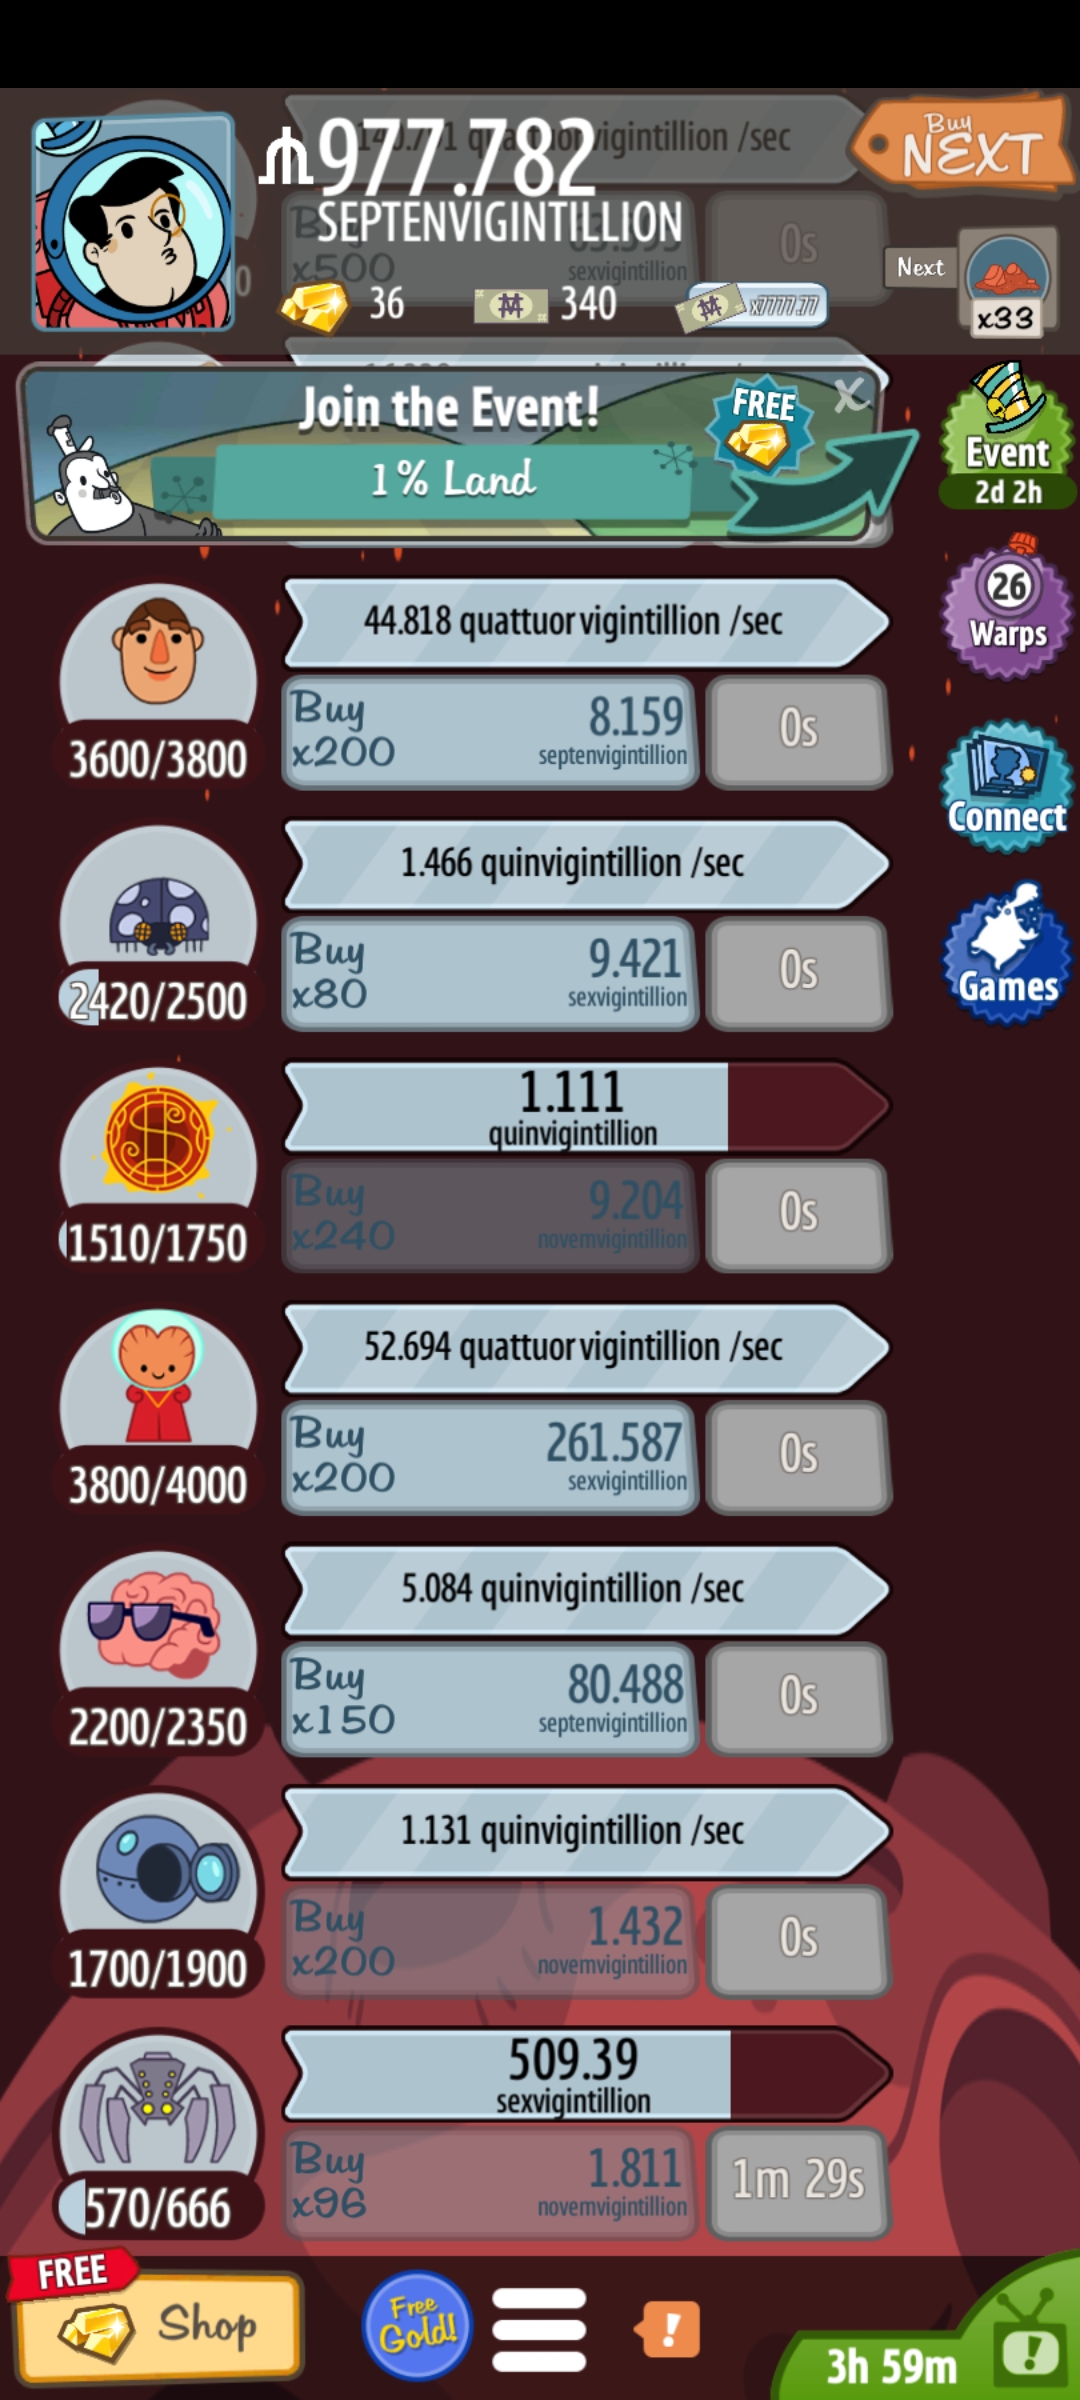 977.782
SEPTENVIGINTILLION
Buy
NEXT
/sec
x500
sexvigintillion
0s
Next
x33
36
340
x7777.77
Join the Event!
1% Land
FREE
X
Event
2d 2h
44.818 quattuorvigintillion /sec
Buy
x200
8.159
septenvigintillion
0s
3600/3800
26
Warps
Connect
1.466 quinvigintillion /sec
Buy
x80
9.421
sexvigintillion
0s
2420/2500
Games
1.111
quinvigintillion
Buy
x240
9.204
novemvigintillion
0s
1510/1750
52.694 quattuorvigintillion /sec
Buy
x200
261.587
sexvigintillion
0s
3800/4000
5.084 quinvigintillion /sec
Buy
x150
80.488
septenvigintillion
0s
2200/2350
1.131 quinvigintillion /sec
Buy
x200
1.432
novemvigintillion
0s
1700/1900
509.39
sexvigintillion
Buy
x96
1.811
novemvigintillion
1m 29s
570/666
FREE
Shop
Free
Gold!
!
3h 59m
!